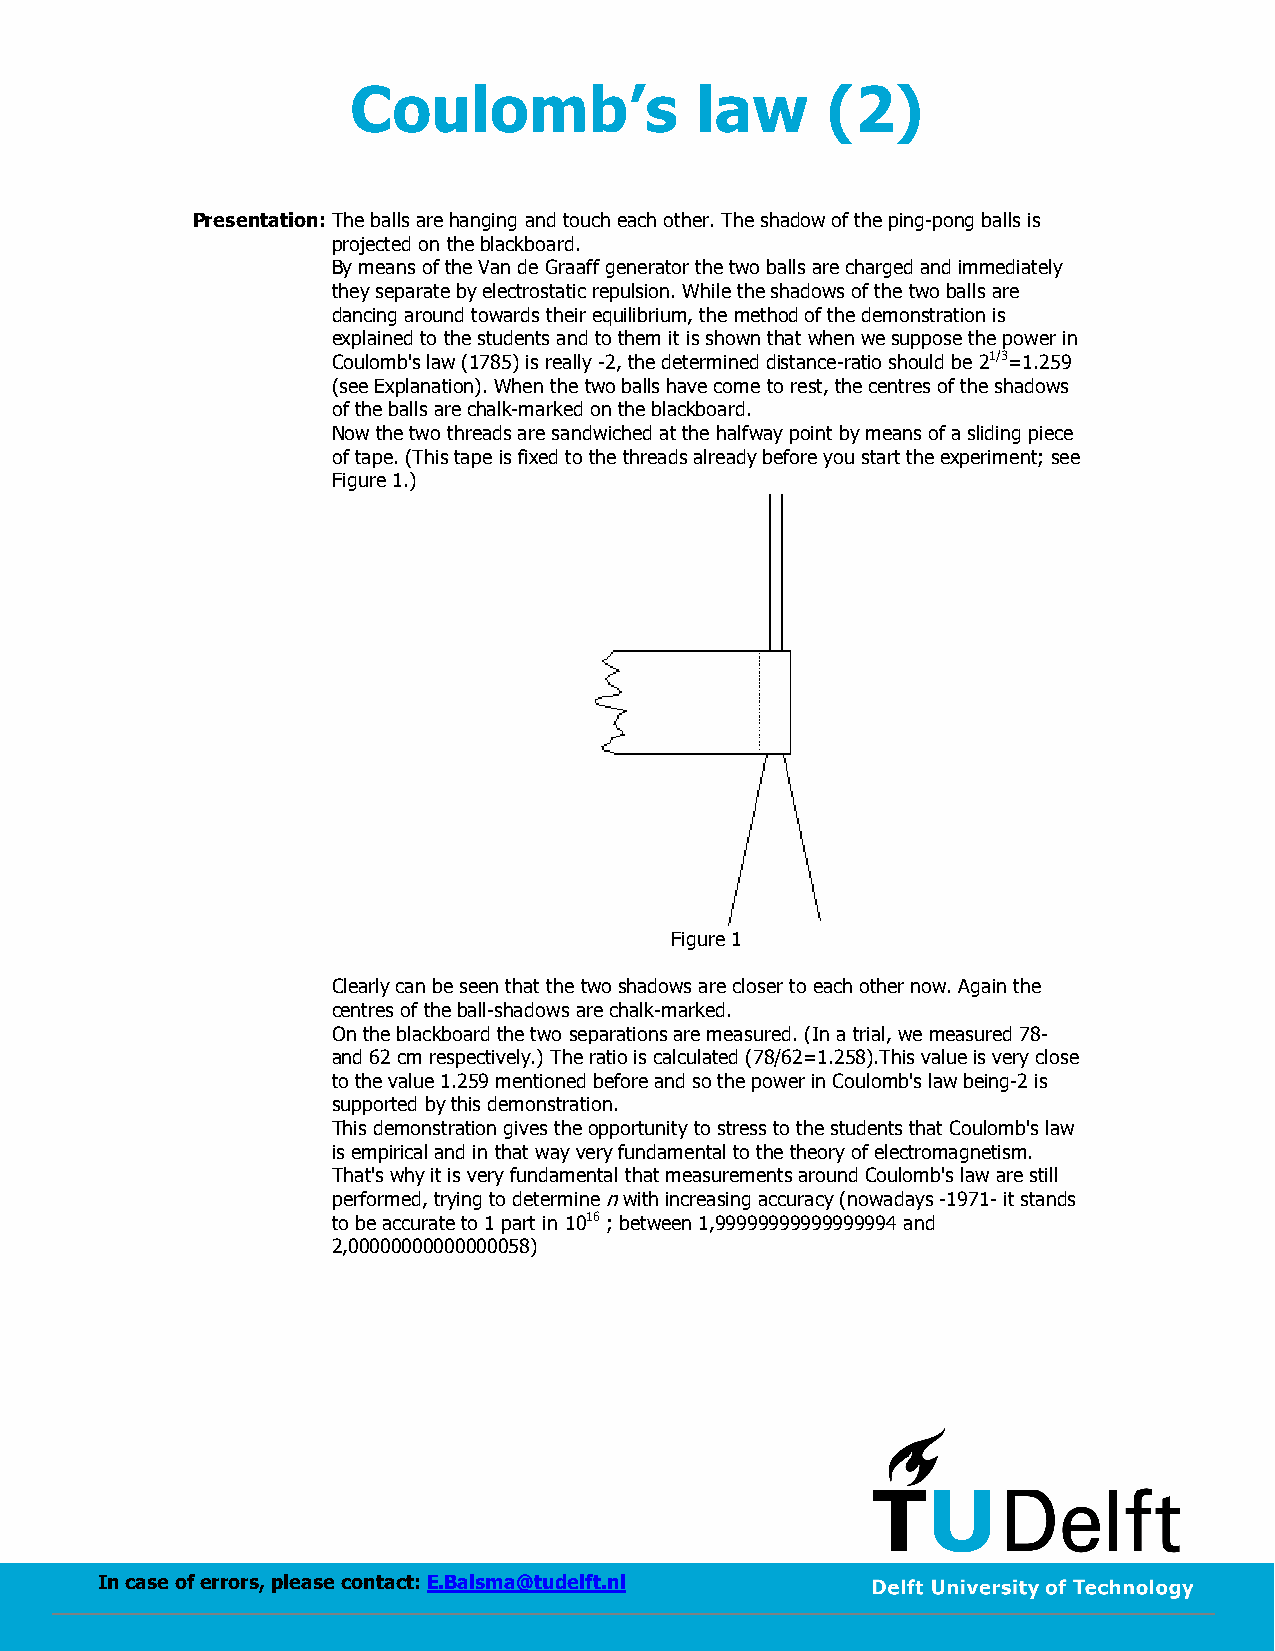 Coulomb’s law (2)
Presentation: The balls are hanging and touch each other. The shadow of the ping-pong balls is
projected on the blackboard.
By means of the Van de Graaff generator the two balls are charged and immediately
they separate by electrostatic repulsion. While the shadows of the two balls are
dancing around towards their equilibrium, the method of the demonstration is
explained to the students and to them it is shown that when we suppose the power in
Coulomb's law (1785) is really -2, the determined distance-ratio should be 2^1/3=1.259
(see Explanation). When the two balls have come to rest, the centres of the shadows
of the balls are chalk-marked on the blackboard.
Now the two threads are sandwiched at the halfway point by means of a sliding piece
of tape. (This tape is fixed to the threads already before you start the experiment; see
Figure 1.)
Figure 1
Clearly can be seen that the two shadows are closer to each other now. Again the
centres of the ball-shadows are chalk-marked.
On the blackboard the two separations are measured. (In a trial, we measured 78-
and 62 cm respectively.) The ratio is calculated (78/62=1.258).This value is very close
to the value 1.259 mentioned before and so the power in Coulomb's law being-2 is
supported by this demonstration.
This demonstration gives the opportunity to stress to the students that Coulomb's law
is empirical and in that way very fundamental to the theory of electromagnetism.
That's why it is very fundamental that measurements around Coulomb's law are still
performed, trying to determine n with increasing accuracy (nowadays -1971- it stands
to be accurate to 1 part in 10^16 ; between 1,99999999999999994 and
2,00000000000000058)
TUDelft
In case of errors, please contact: E.Balsma@tudelft.nl
Delft University of Technology